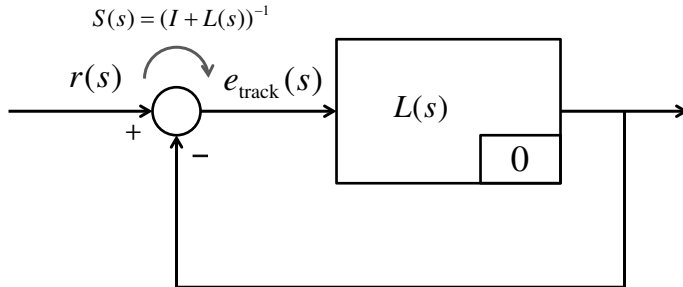 S(s) = (I + L(s))⁻¹
r(s)
e_track(s)
L(s)
+
−
0